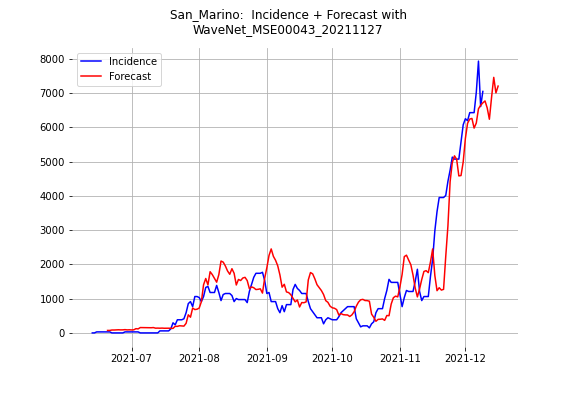 San_Marino:  Incidence + Forecast with
WaveNet_MSE00043_20211127
Incidence
Forecast
8000
7000
6000
5000
4000
3000
2000
1000
0
2021-07 2021-08 2021-09 2021-10 2021-11 2021-12